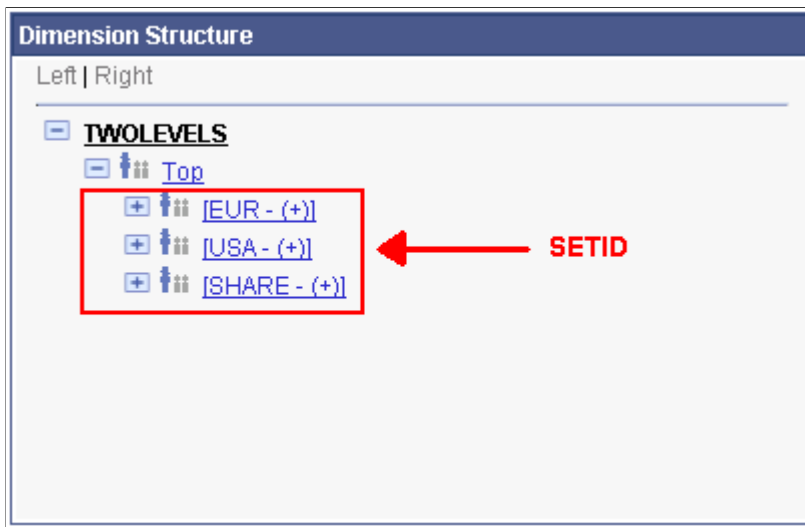 Dimension Structure
Left | Right
TWOLEVELS
Top
[EUR - (+)]
[USA - (+)]
SETID
[SHARE - (+)]